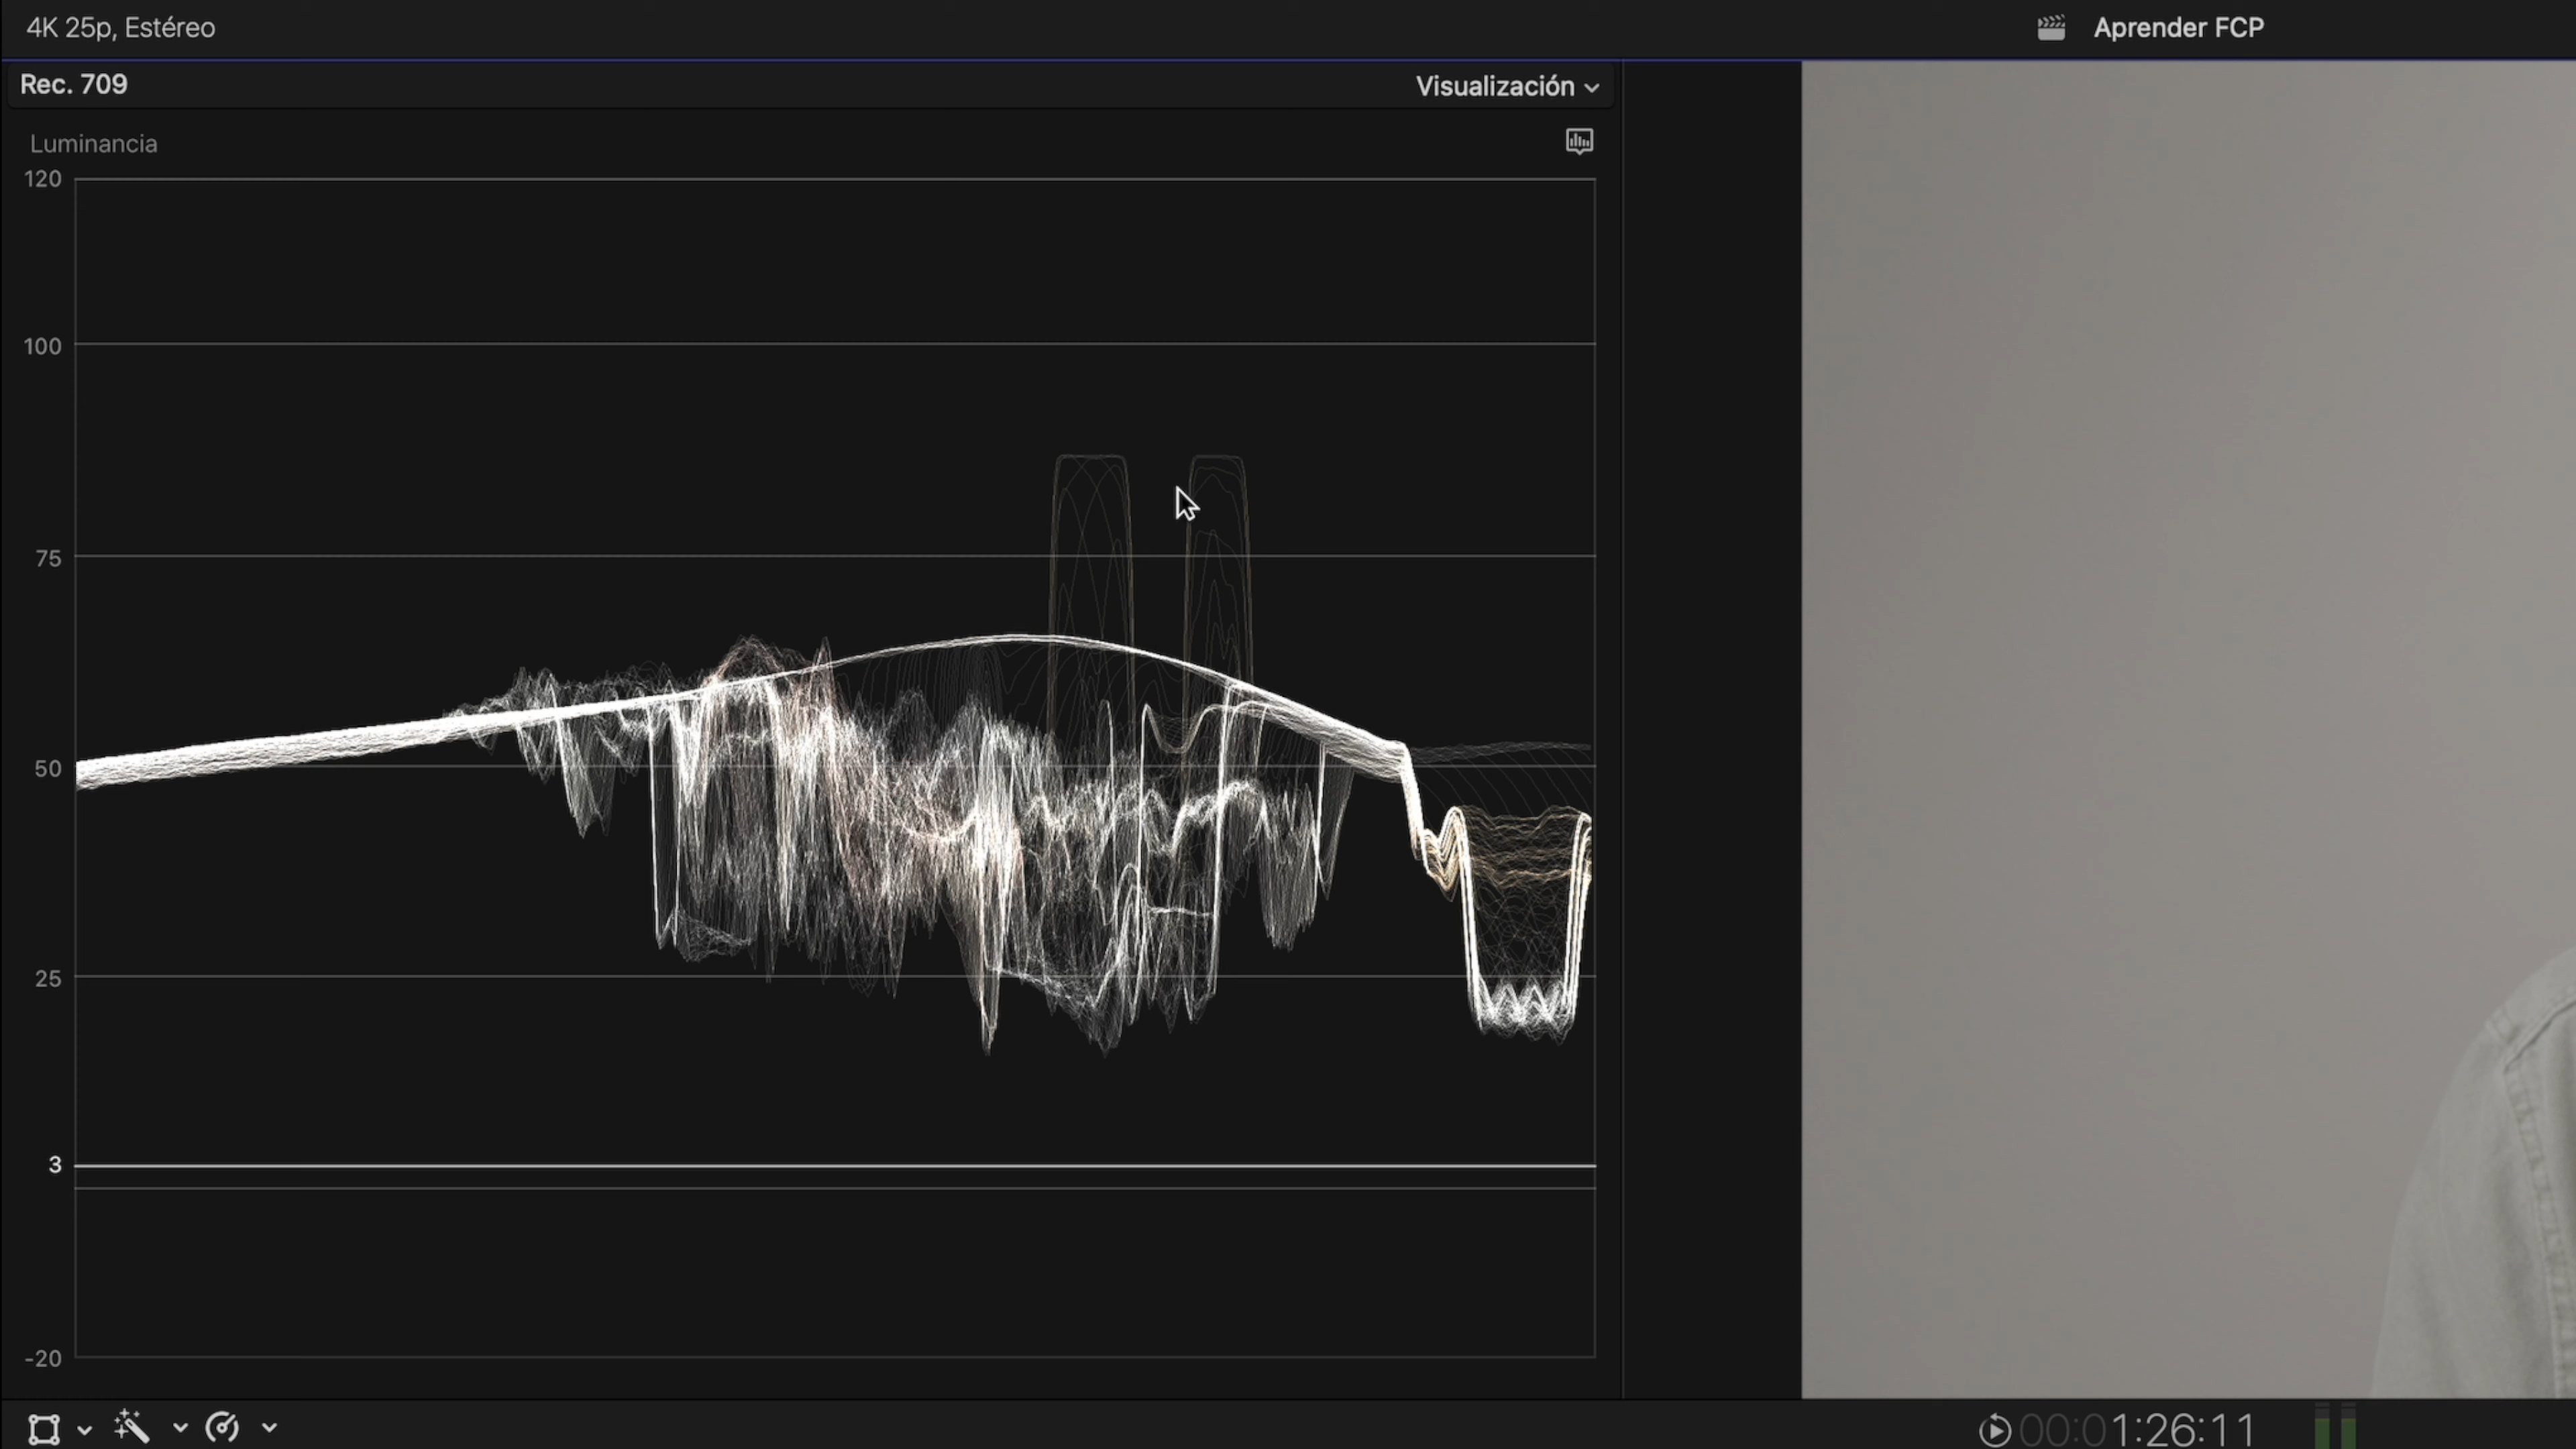 4K 25p, Estéreo
Aprender FCP
Rec. 709
Visualización
Luminancia
120
100
75
50
25
3
-20
00:01:26:11